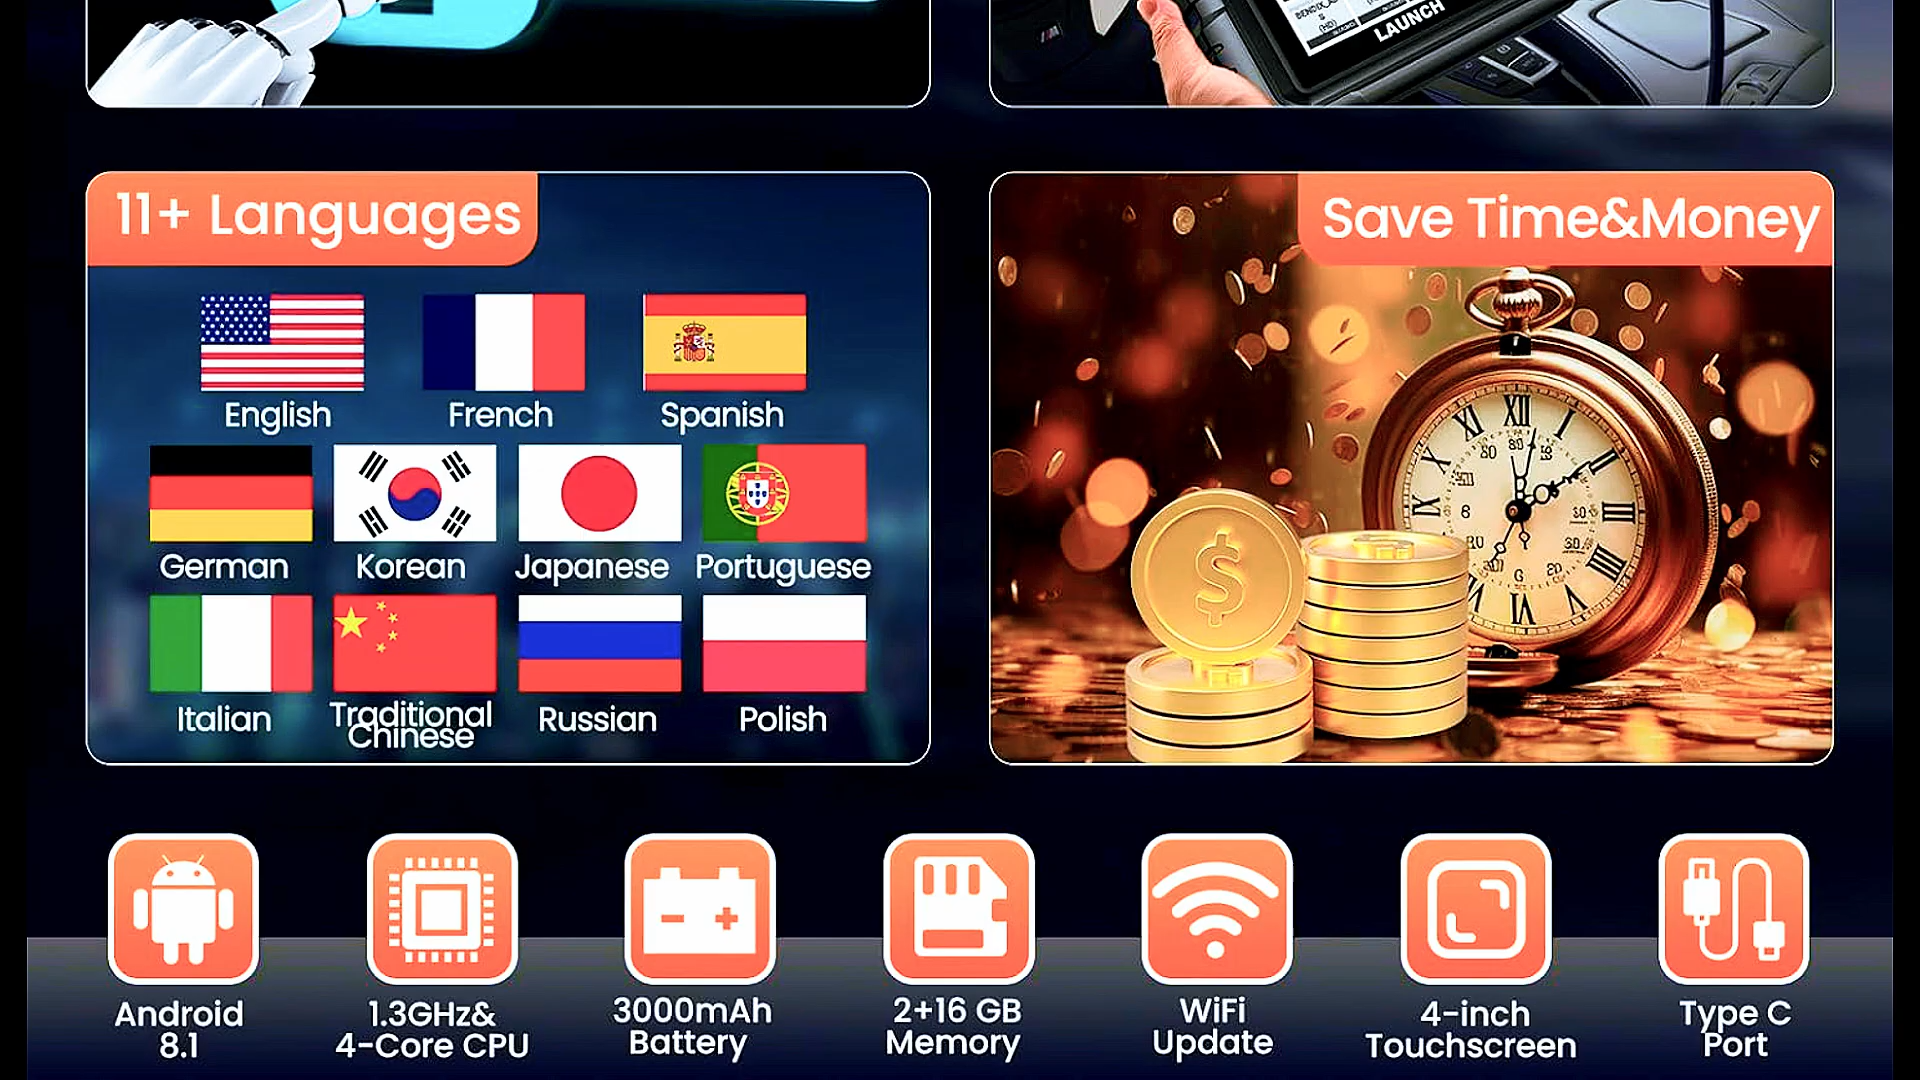 LAUNCH
11+ Languages
Save Time&Money
English
French
Spanish
German
Korean
Japanese
Portuguese
Italian
Traditional
Chinese
Russian
Polish
Android
8.1
1.3GHz&
4-Core CPU
3000mAh
Battery
2+16 GB
Memory
WiFi
Update
4-inch
Touchscreen
Type C
Port